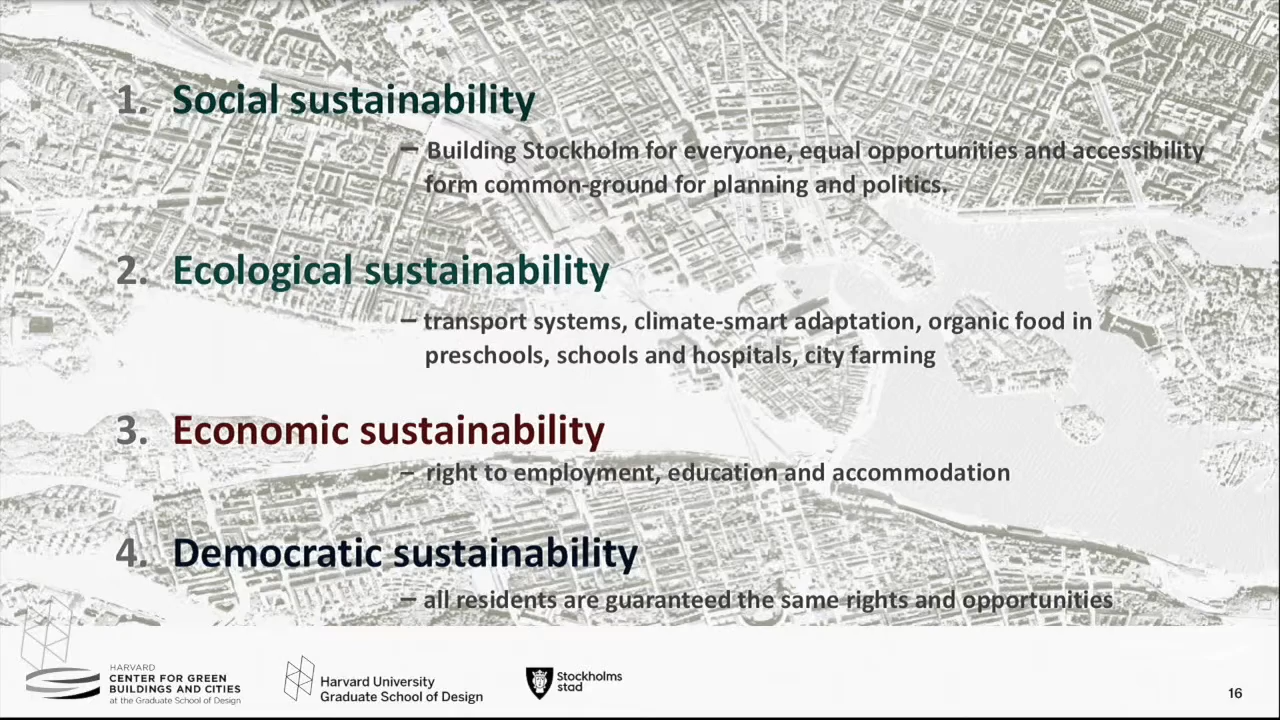 1. Social sustainability
– Building Stockholm for everyone, equal opportunities and accessibility
form common-ground for planning and politics.
2. Ecological sustainability
– transport systems, climate-smart adaptation, organic food in
preschools, schools and hospitals, city farming
3. Economic sustainability
– right to employment, education and accommodation
4. Democratic sustainability
– all residents are guaranteed the same rights and opportunities
HARVARD
CENTER FOR GREEN
BUILDINGS AND CITIES
at the Graduate School of Design
Harvard University
Graduate School of Design
Stockholms
stad
16